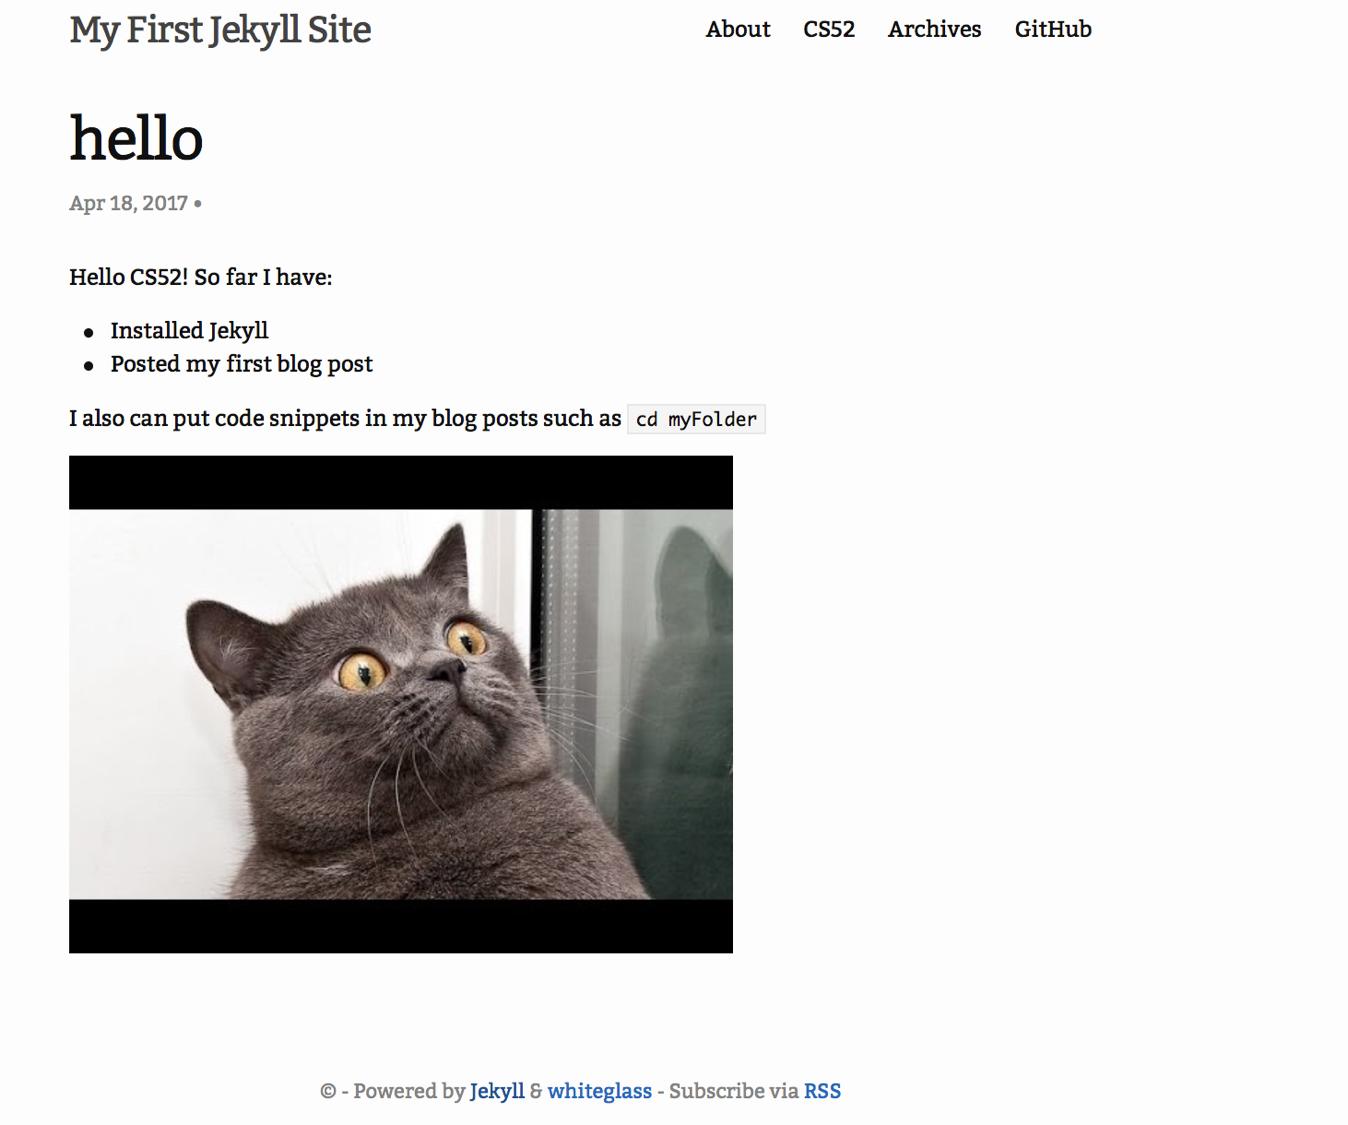 My First Jekyll Site
About CS52 Archives GitHub
hello
Apr 18, 2017 •
Hello CS52! So far I have:
• Installed Jekyll
• Posted my first blog post
I also can put code snippets in my blog posts such as cd myFolder
© - Powered by Jekyll & whiteglass - Subscribe via RSS